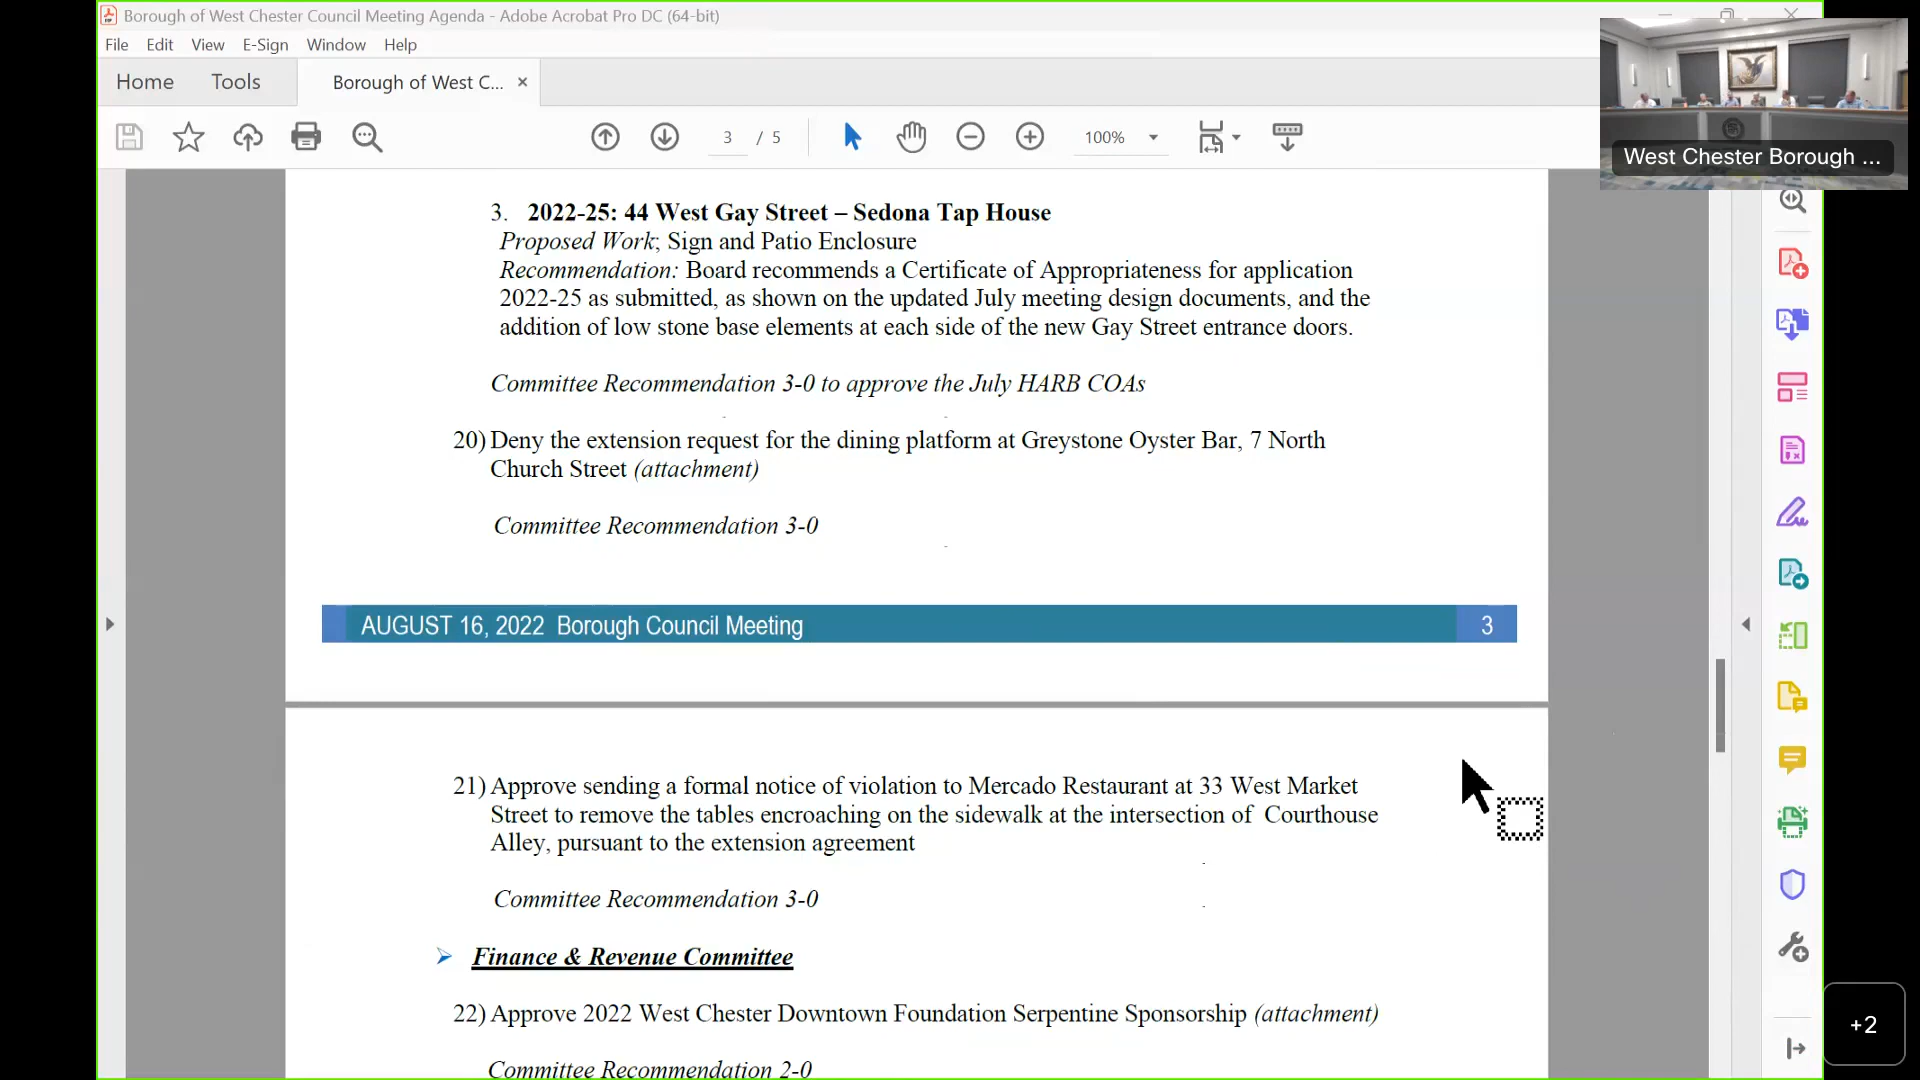 Borough of West Chester Council Meeting Agenda - Adobe Acrobat Pro DC (64-bit)
File Edit View E-Sign Window Help
Home Tools Borough of West C... ×
3 / 5 100%
West Chester Borough ...
3. 2022-25: 44 West Gay Street – Sedona Tap House
Proposed Work; Sign and Patio Enclosure
Recommendation: Board recommends a Certificate of Appropriateness for application
2022-25 as submitted, as shown on the updated July meeting design documents, and the
addition of low stone base elements at each side of the new Gay Street entrance doors.
Committee Recommendation 3-0 to approve the July HARB COAs
20) Deny the extension request for the dining platform at Greystone Oyster Bar, 7 North
Church Street (attachment)
Committee Recommendation 3-0
AUGUST 16, 2022 Borough Council Meeting 3
21) Approve sending a formal notice of violation to Mercado Restaurant at 33 West Market
Street to remove the tables encroaching on the sidewalk at the intersection of Courthouse
Alley, pursuant to the extension agreement
Committee Recommendation 3-0
Finance & Revenue Committee
22) Approve 2022 West Chester Downtown Foundation Serpentine Sponsorship (attachment)
Committee Recommendation 2-0
+2